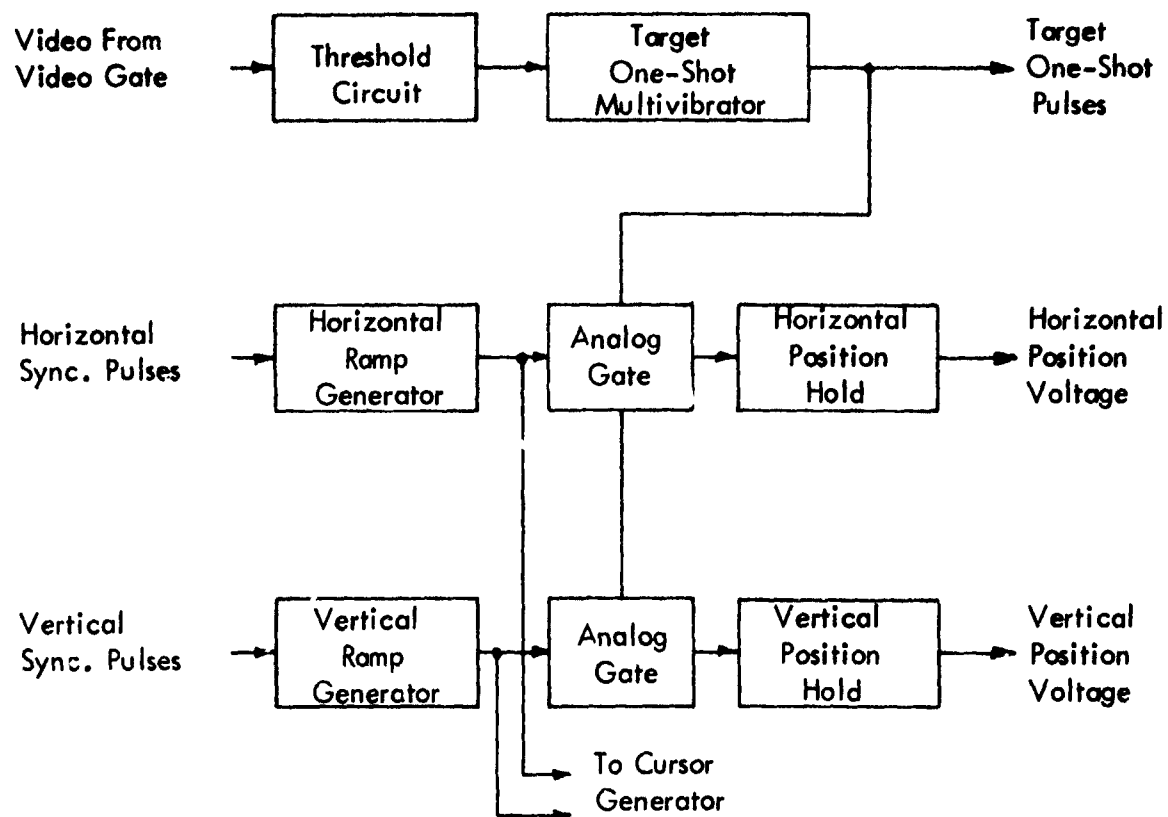 Video From
Video Gate
Threshold
Circuit
Target
One-Shot
Multivibrator
Target
One-Shot
Pulses
Horizontal
Sync. Pulses
Horizontal
Ramp
Generator
Analog
Gate
Horizontal
Position
Hold
Horizontal
Position
Voltage
Vertical
Sync. Pulses
Vertical
Ramp
Generator
Analog
Gate
Vertical
Position
Hold
Vertical
Position
Voltage
To Cursor
Generator